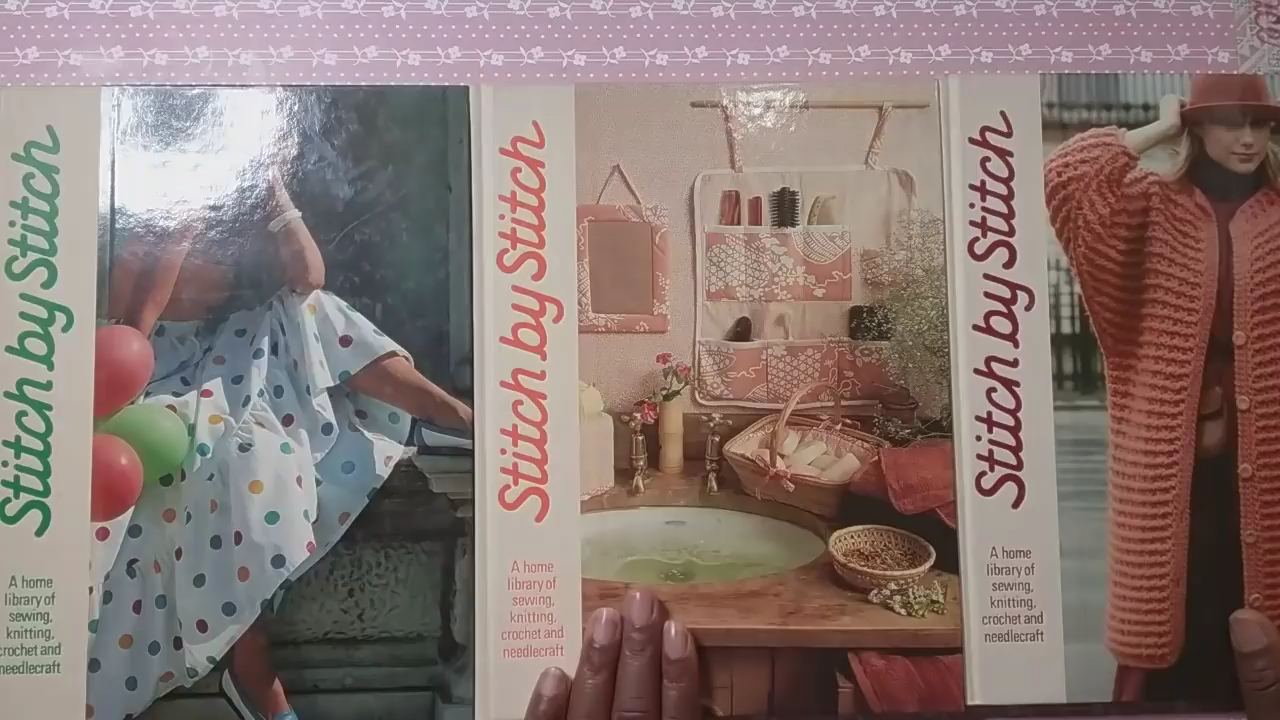 Stitch by Stitch
A home
library of
sewing,
knitting,
crochet and
needlecraft
Stitch by Stitch
A home
library of
sewing,
knitting,
crochet and
needlecraft
Stitch by Stitch
A home
library of
sewing,
knitting,
crochet and
needlecraft